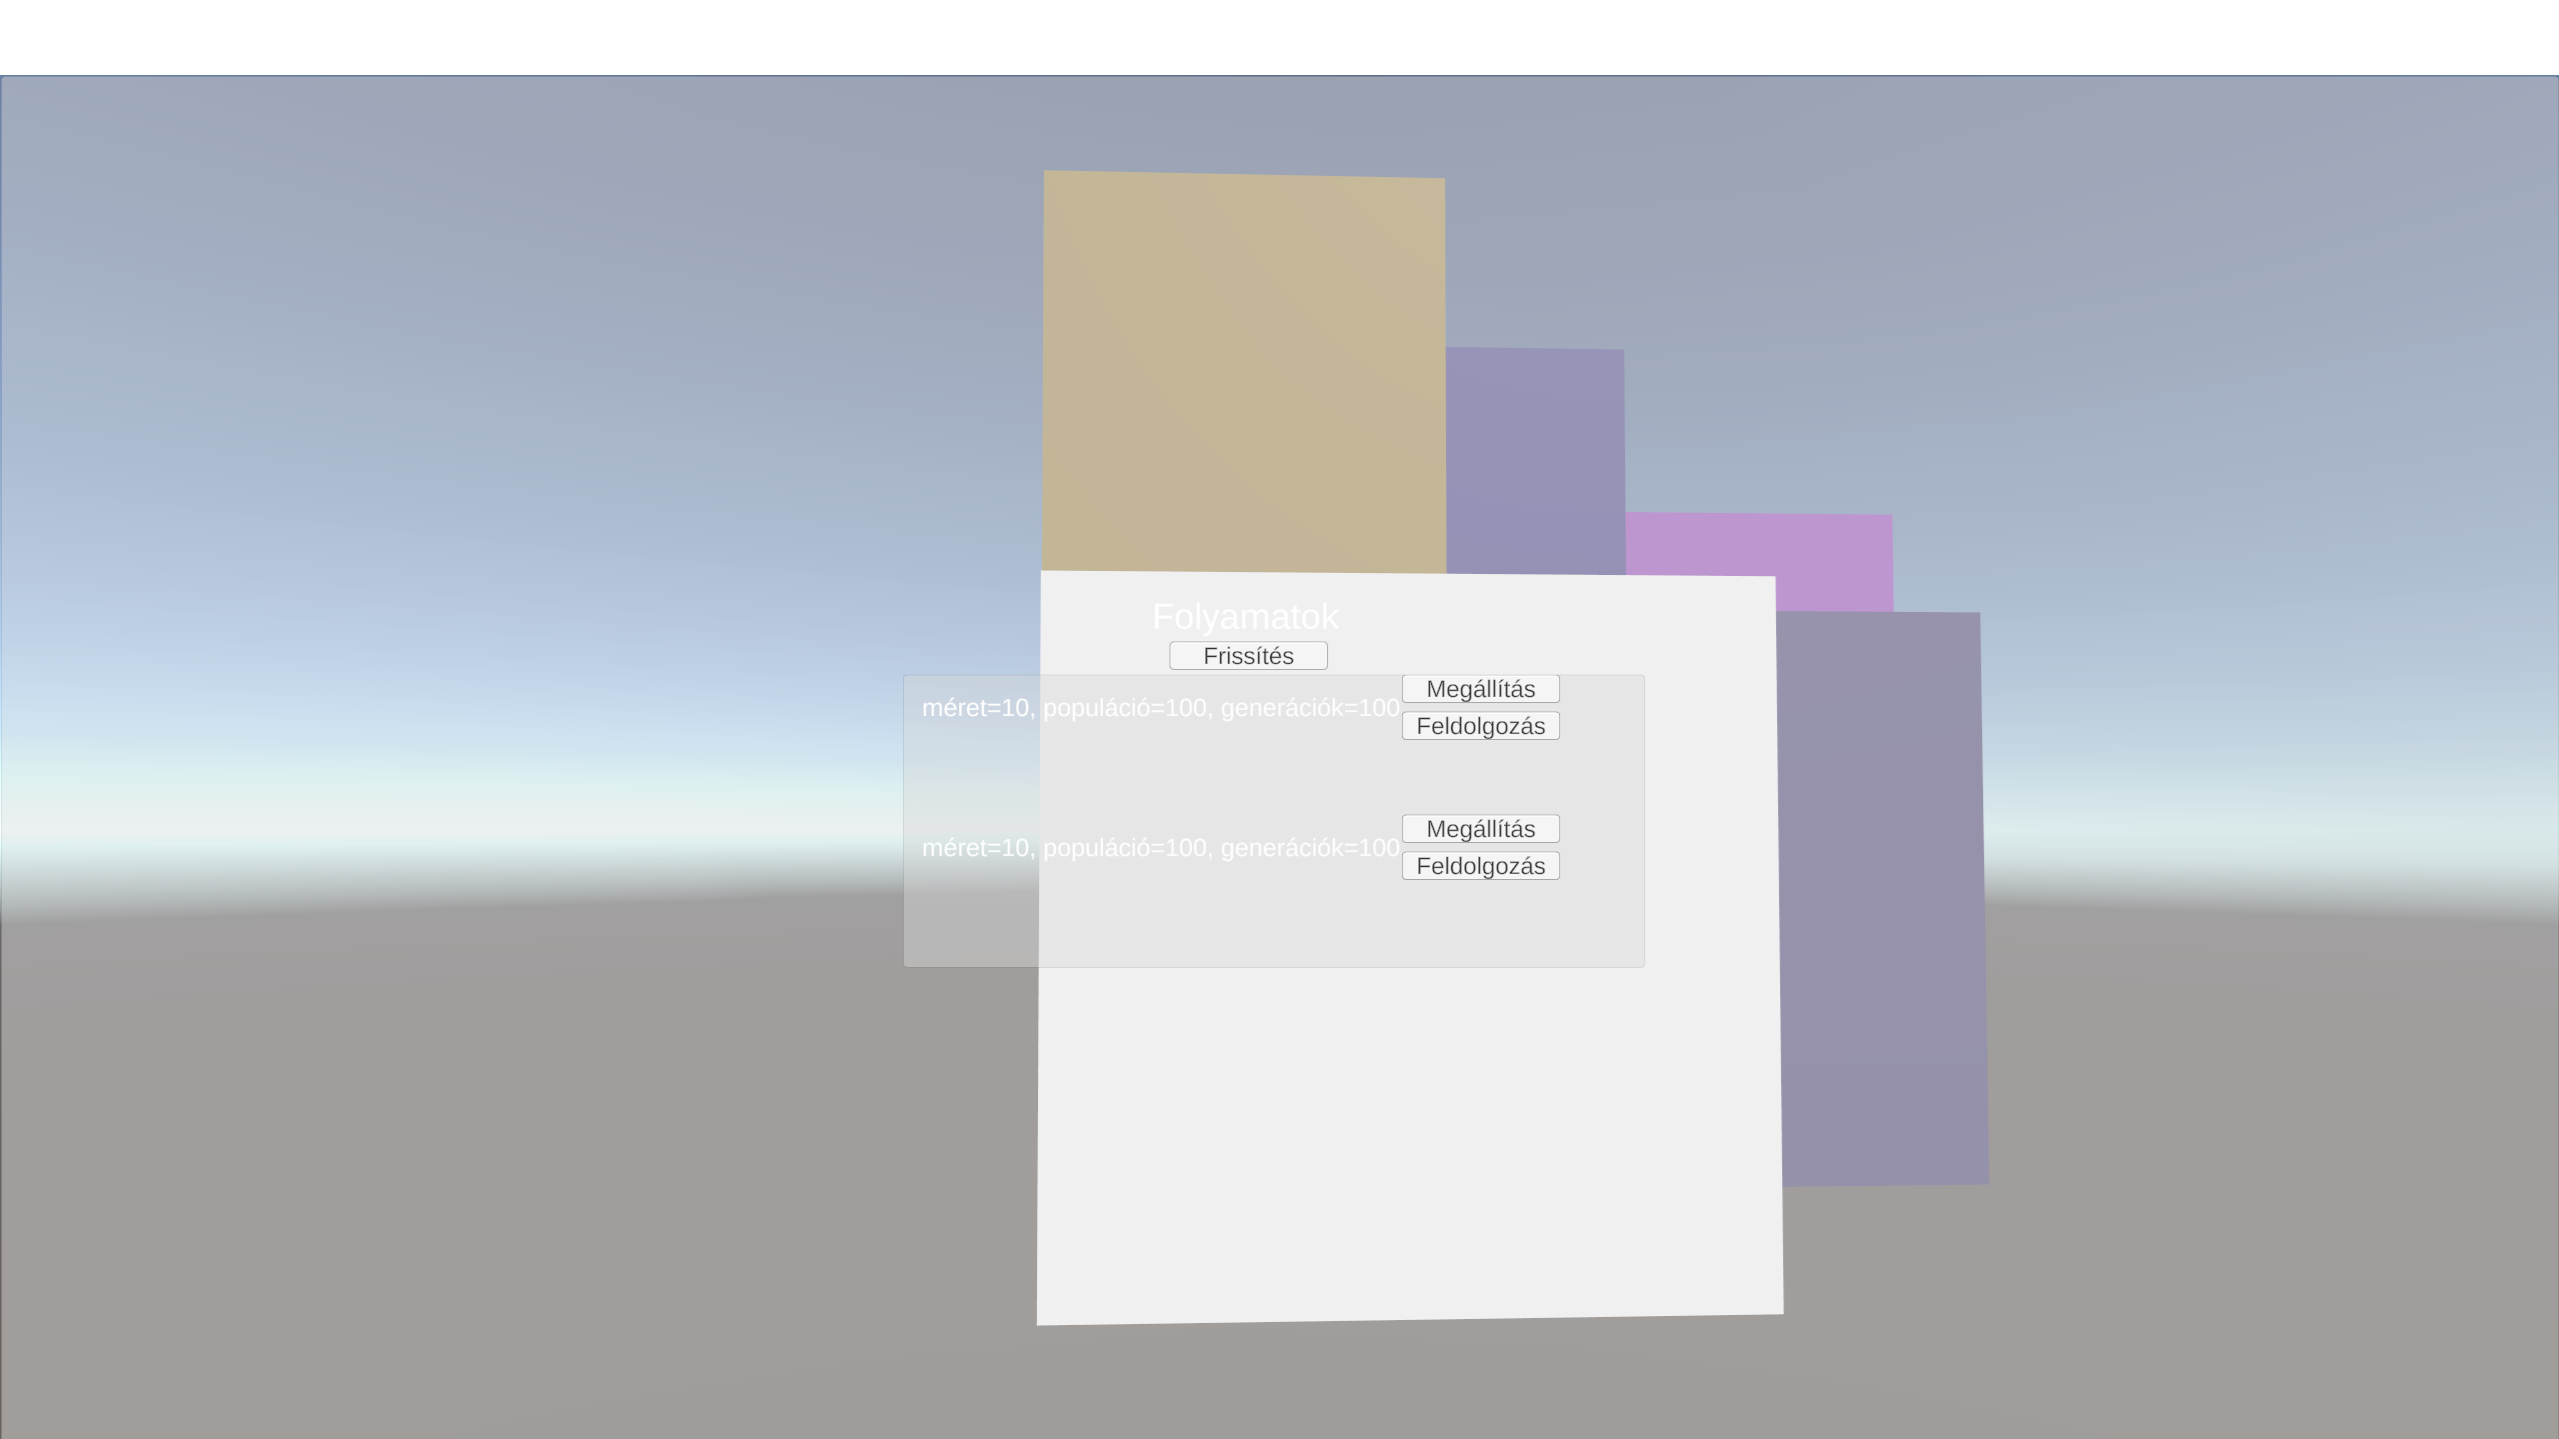 Folyamatok
Frissítés
méret=10, populáció=100, generációk=100
Megállítás
Feldolgozás
méret=10, populáció=100, generációk=100
Megállítás
Feldolgozás